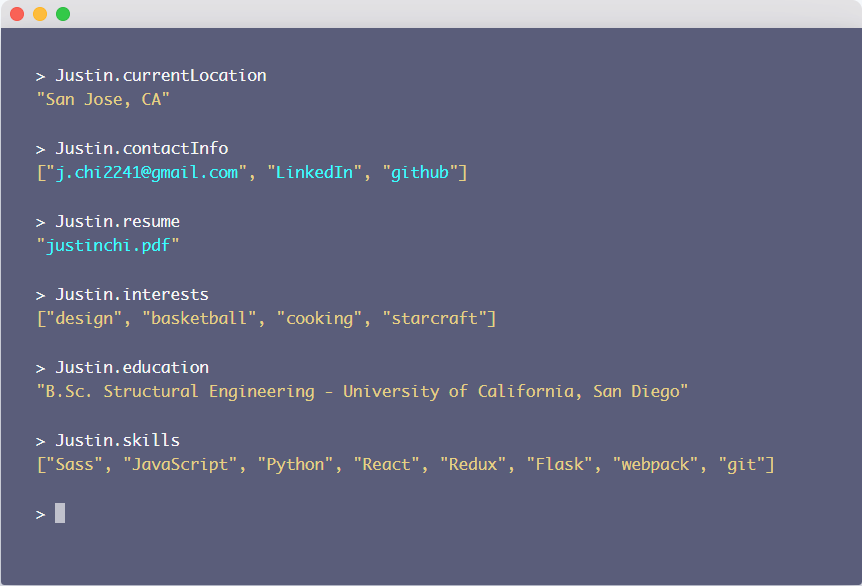 > Justin.currentLocation
"San Jose, CA"
> Justin.contactInfo
["j.chi2241@gmail.com", "LinkedIn", "github"]
> Justin.resume
"justinchi.pdf"
> Justin.interests
["design", "basketball", "cooking", "starcraft"]
> Justin.education
"B.Sc. Structural Engineering - University of California, San Diego"
> Justin.skills
["Sass", "JavaScript", "Python", "React", "Redux", "Flask", "webpack", "git"]
>